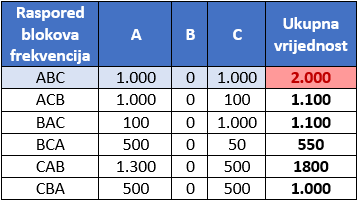 Raspored blokova frekvencija A B C Ukupna vrijednost
ABC 1.000 0 1.000 2.000
ACB 1.000 0 100 1.100
BAC 100 0 1.000 1.100
BCA 500 0 50 550
CAB 1.300 0 500 1800
CBA 500 0 500 1.000